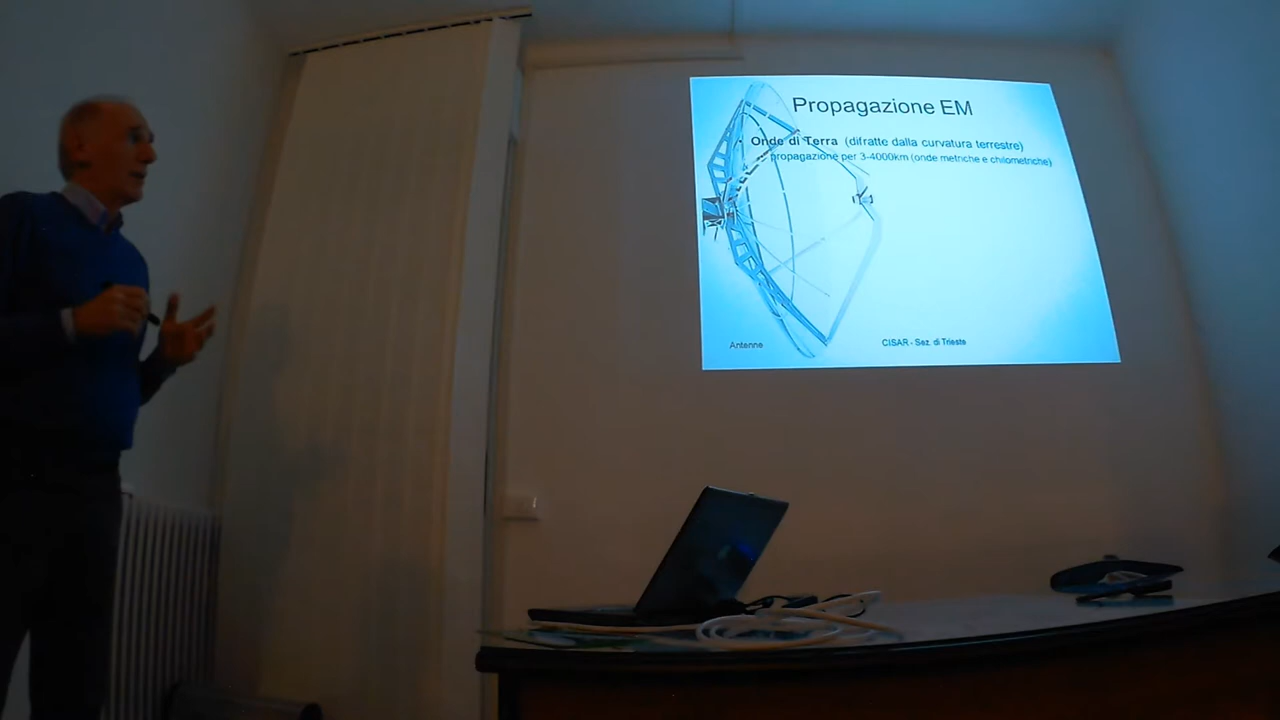 Propagazione EM
Onde di Terra (difratte dalla curvatura terrestre)
propagazione per 3-4000km (onde metriche e chilometriche)
Antenne
CISAR - Sez. di Trieste